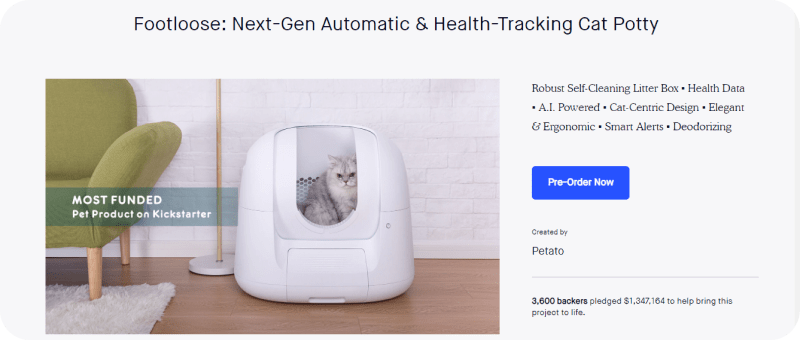 Footloose: Next-Gen Automatic & Health-Tracking Cat Potty
MOST FUNDED
Pet Product on Kickstarter
Robust Self-Cleaning Litter Box • Health Data
• A.I. Powered • Cat-Centric Design • Elegant
& Ergonomic • Smart Alerts • Deodorizing
Pre-Order Now
Created by
Petato
3,600 backers pledged $1,347,164 to help bring this
project to life.